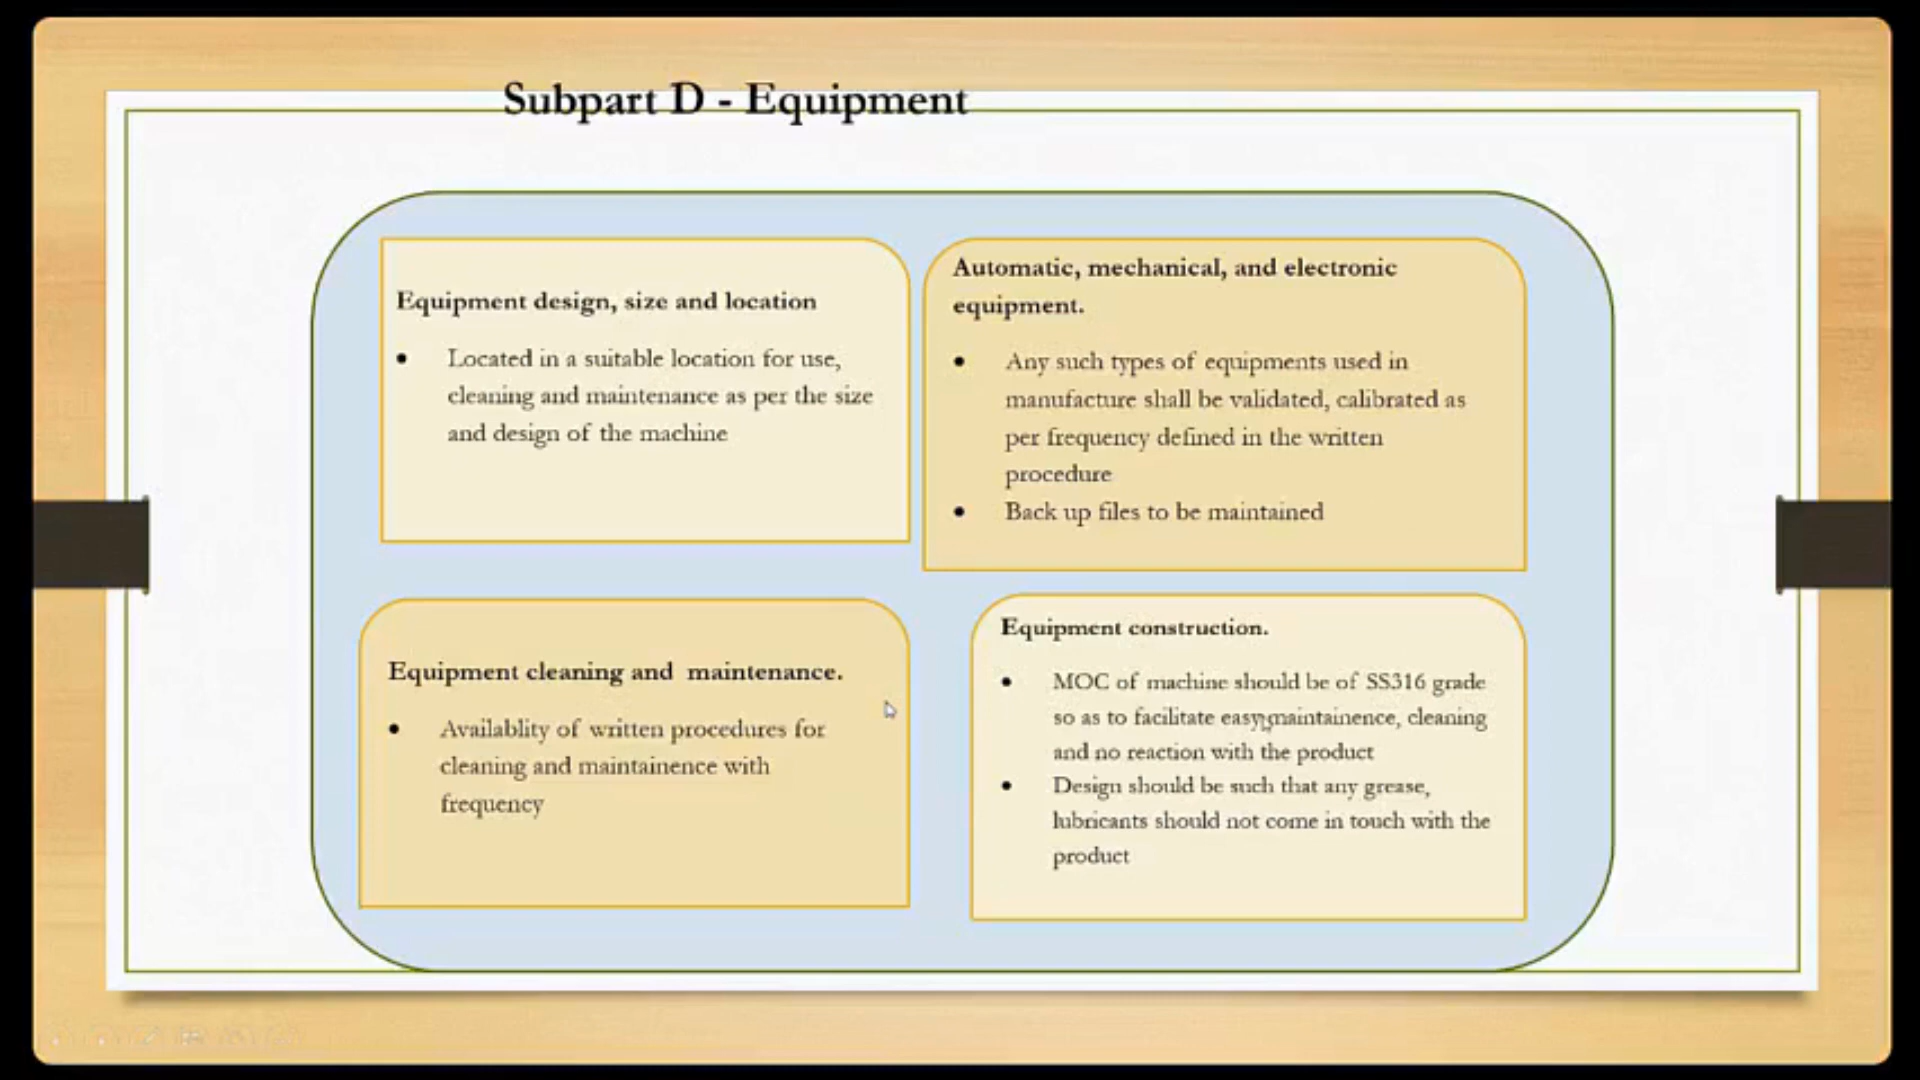 Subpart D - Equipment
Equipment design, size and location
• Located in a suitable location for use,
cleaning and maintenance as per the size
and design of the machine
Automatic, mechanical, and electronic
equipment.
• Any such types of equipments used in
manufacture shall be validated, calibrated as
per frequency defined in the written
procedure
• Back up files to be maintained
Equipment cleaning and maintenance.
• Availablity of written procedures for
cleaning and maintainence with
frequency
Equipment construction.
• MOC of machine should be of SS316 grade
so as to facilitate easy maintainence, cleaning
and no reaction with the product
• Design should be such that any grease,
lubricants should not come in touch with the
product